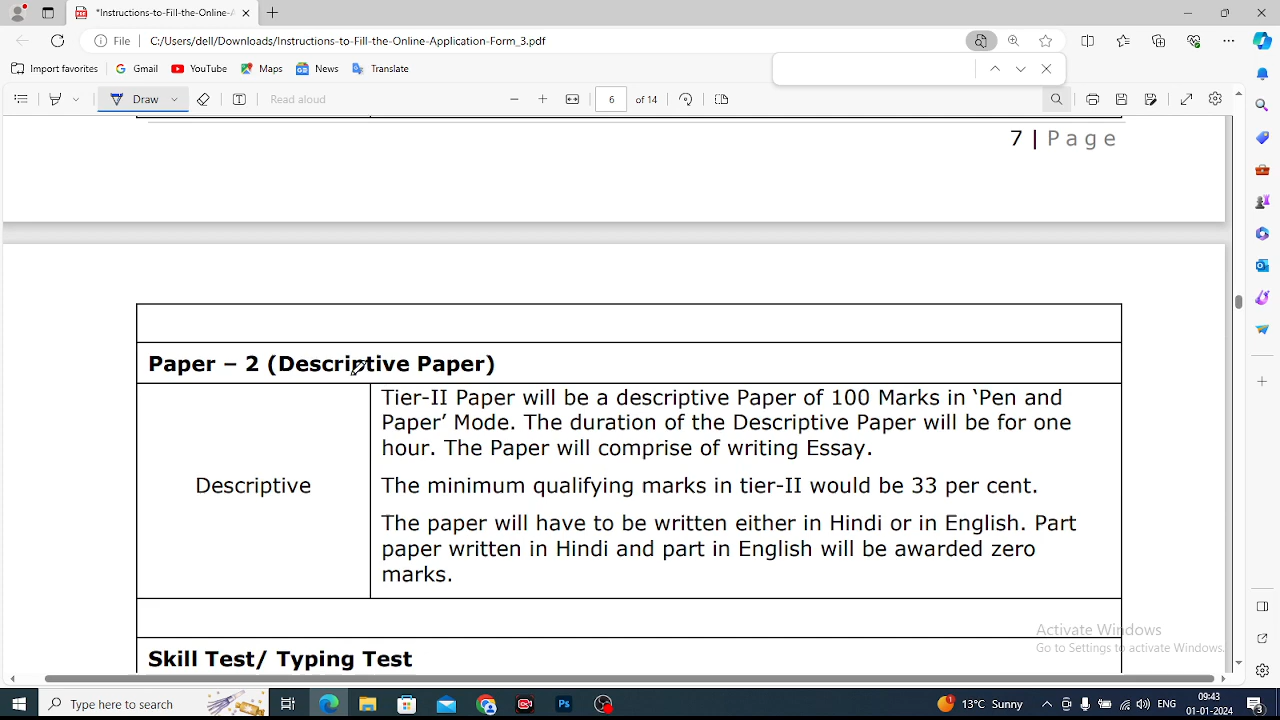 *Instructions-to-Fill-the-Online-A
File
C:/Users/dell/Downloads/Instructions-to-Fill-the-Online-Application-Form_3.pdf
Import favorites
Gmail
YouTube
Maps
News
Translate
Draw
Read aloud
6 of 14
7 | P a g e
Paper – 2 (Descriptive Paper)
Descriptive
Tier-II Paper will be a descriptive Paper of 100 Marks in ‘Pen and
Paper’ Mode. The duration of the Descriptive Paper will be for one
hour. The Paper will comprise of writing Essay.
The minimum qualifying marks in tier-II would be 33 per cent.
The paper will have to be written either in Hindi or in English. Part
paper written in Hindi and part in English will be awarded zero
marks.
Skill Test/ Typing Test
Activate Windows
Go to Settings to activate Windows.
Type here to search
13°C Sunny
ENG
09:43
01-01-2024
3